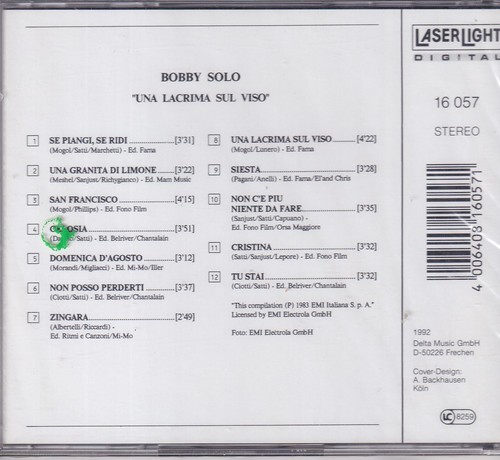 BOBBY SOLO
"UNA LACRIMA SUL VISO"
1 SE PIANGI, SE RIDI [3'31]
(Mogol/Satti/Marchetti) - Ed. Fama
2 UNA GRANITA DI LIMONE [3'22]
(Meshel/Sanjust/Richygianco) - Ed. Mam Music
3 SAN FRANCISCO [4'15]
(Mogol/Phillips) - Ed. Fono Film
4 OSIA [3'51]
/Satti) - Ed. Belriver/Chantalain
5 DOMENICA D'AGOSTO [3'12]
(Morandi/Migliacci) - Ed. Mi-Mo/Iller
6 NON POSSO PERDERTI [3'37]
(Ciotti/Satti) - Ed. Belriver/Chantalain
7 ZINGARA [2'49]
(Albertelli/Riccardi) -
Ed. Ritmi e Canzoni/Mi-Mo
8 UNA LACRIMA SUL VISO [4'22]
(Mogol/Lunero) - Ed. Fama
9 SIESTA [3'28]
(Pagani/Anelli) - Ed. Fama/El'and Chris
10 NON C'E PIU
NIENTE DA FARE [3'35]
(Sanjust/Satti/Capuano) -
Ed. Fono Film/Orsa Maggiore
11 CRISTINA [3'32]
(Satti/Sanjust/Lepore) - Ed. Fono Film
12 TU STAI [3'32]
(Ciotti/Satti) - Ed. Belriver/Chantalain
"This compilation (P) 1983 EMI Italiana S. p. A."
Licensed by EMI Electrola GmbH
Foto: EMI Electrola GmbH
LASERLIGHT
DIGITAL
16 057
STEREO
4 006408 160571
1992
Delta Music GmbH
D-50226 Frechen
Cover-Design:
A. Backhausen
Köln
LC 8259